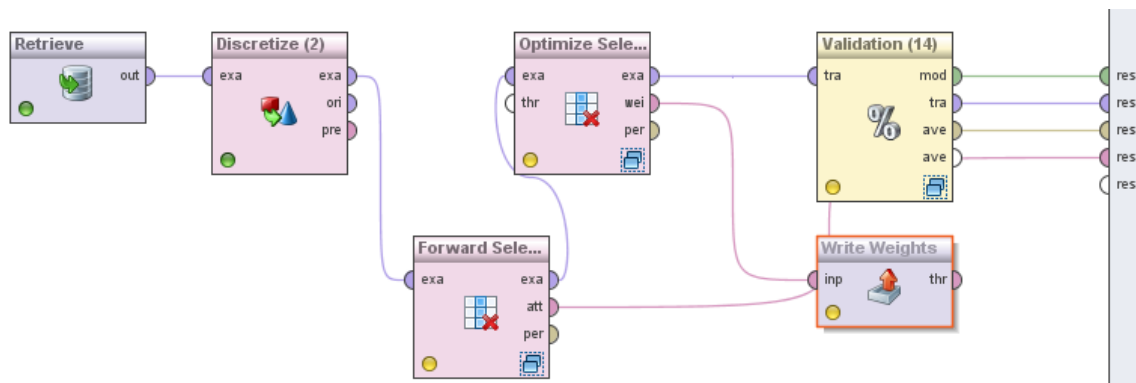 Retrieve
out
Discretize (2)
exa
exa
ori
pre
Optimize Sele...
exa
exa
thr
wei
per
Validation (14)
tra
mod
tra
ave
ave
res
res
res
res
res
Forward Sele...
exa
exa
att
per
Write Weights
inp
thr